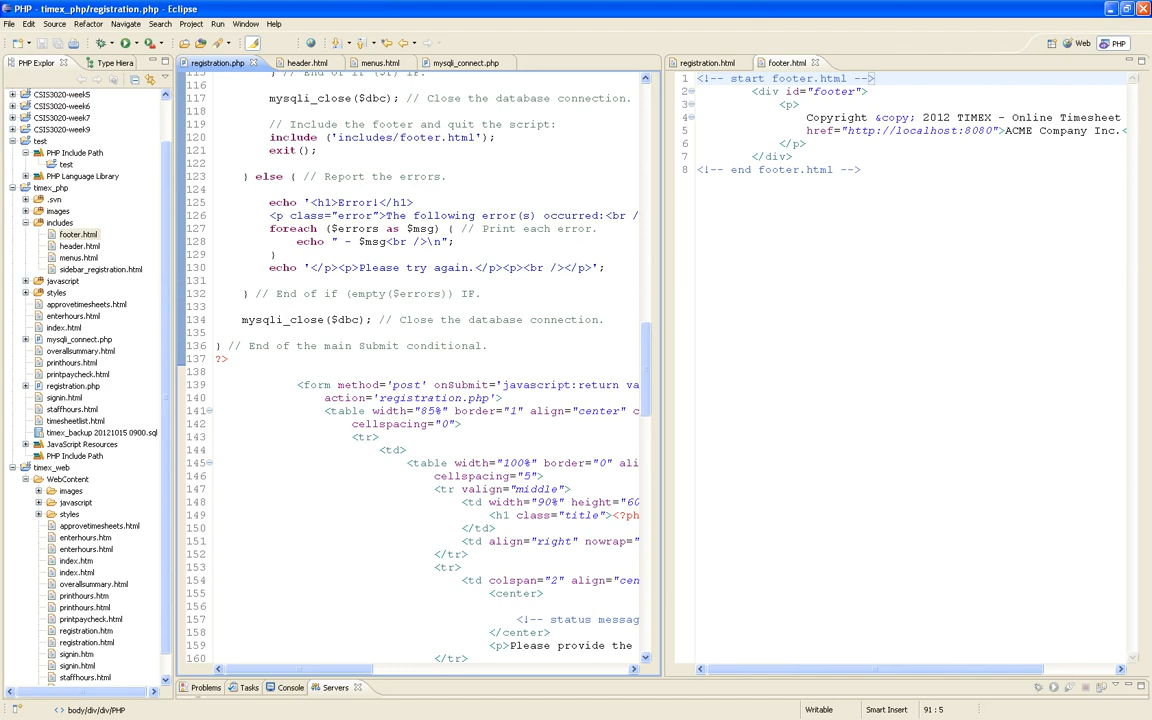 PHP - timex_php/registration.php - Eclipse
File Edit Source Refactor Navigate Search Project Run Window Help
Web PHP
PHP Explor Type Hiera
CSIS3020-week5
CSIS3020-week6
CSIS3020-week7
CSIS3020-week9
test
PHP Include Path
test
PHP Language Library
timex_php
.svn
images
includes
footer.html
header.html
menus.html
sidebar_registration.html
javascript
styles
approvetimesheets.html
enterhours.html
index.html
mysqli_connect.php
overallsummary.html
printhours.html
printpaycheck.html
registration.php
signin.html
staffhours.html
timesheetlist.html
timex_backup 20121015 0900.sql
JavaScript Resources
PHP Include Path
timex_web
WebContent
images
javascript
styles
approvetimesheets.html
enterhours.htm
enterhours.html
index.htm
index.html
overallsummary.html
printhours.htm
printhours.html
printpaycheck.html
registration.htm
registration.html
signin.htm
signin.html
staffhours.html
registration.php header.html menus.html mysqli_connect.php
115 } // End of if ($r) IF.
116
117 mysqli_close($dbc); // Close the database connection.
118
119 // Include the footer and quit the script:
120 include ('includes/footer.html');
121 exit();
122
123 } else { // Report the errors.
124
125 echo '<h1>Error!</h1>
126 <p class="error">The following error(s) occurred:<br /
127 foreach ($errors as $msg) { // Print each error.
128 echo " - $msg<br />\n";
129 }
130 echo '</p><p>Please try again.</p><p><br /></p>';
131
132 } // End of if (empty($errors)) IF.
133
134 mysqli_close($dbc); // Close the database connection.
135
136 } // End of the main Submit conditional.
137 ?>
138
139 <form method='post' onSubmit='javascript:return va
140 action='registration.php'>
141 <table width="85%" border="1" align="center" c
142 cellspacing="0">
143 <tr>
144 <td>
145 <table width="100%" border="0" ali
146 cellspacing="5">
147 <tr valign="middle">
148 <td width="90%" height="60
149 <h1 class="title"><?ph
150 </td>
151 <td align="right" nowrap="
152 </tr>
153 <tr>
154 <td colspan="2" align="cen
155 <center>
156
157 <!-- status messag
158 </center>
159 <p>Please provide the
160 </tr>
registration.html footer.html
1 <!-- start footer.html -->
2 <div id="footer">
3 <p>
4 Copyright &copy; 2012 TIMEX - Online Timesheet
5 href="http://localhost:8080">ACME Company Inc.<
6 </p>
7 </div>
8 <!-- end footer.html -->
Problems Tasks Console Servers
body/div/div/PHP Writable Smart Insert 91 : 5